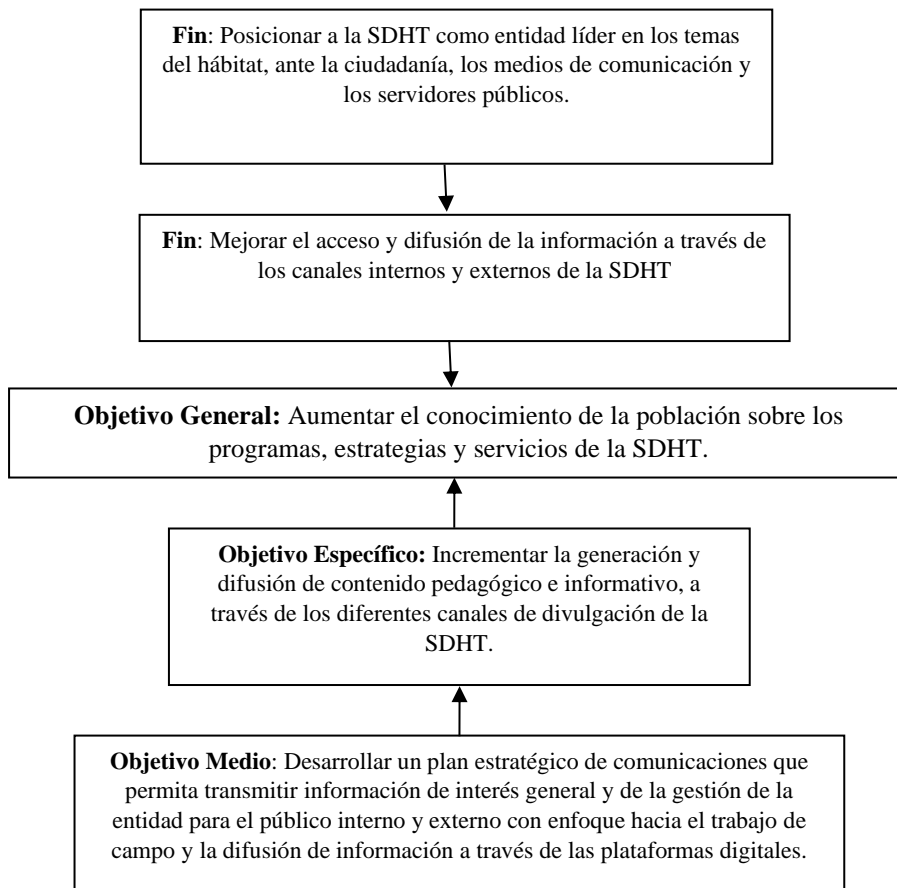 Fin: Posicionar a la SDHT como entidad líder en los temas
del hábitat, ante la ciudadanía, los medios de comunicación y
los servidores públicos.
Fin: Mejorar el acceso y difusión de la información a través de
los canales internos y externos de la SDHT
Objetivo General: Aumentar el conocimiento de la población sobre los
programas, estrategias y servicios de la SDHT.
Objetivo Específico: Incrementar la generación y
difusión de contenido pedagógico e informativo, a
través de los diferentes canales de divulgación de la
SDHT.
Objetivo Medio: Desarrollar un plan estratégico de comunicaciones que
permita transmitir información de interés general y de la gestión de la
entidad para el público interno y externo con enfoque hacia el trabajo de
campo y la difusión de información a través de las plataformas digitales.